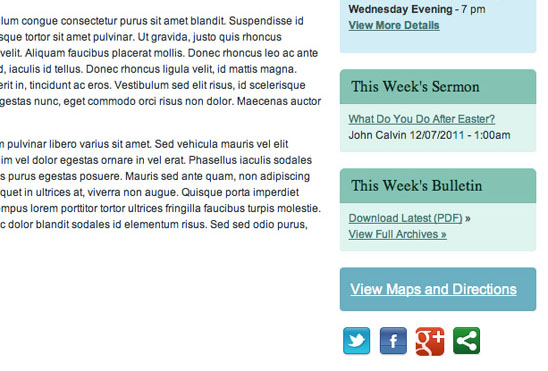 lum congue consectetur purus sit amet blandit. Suspendisse id
sque tortor sit amet pulvinar. Ut gravida, justo quis rhoncus
velit. Aliquam faucibus placerat mollis. Donec rhoncus leo ac ante
d, iaculis id tellus. Donec rhoncus ligula velit, id mattis magna.
erit in, tincidunt ac eros. Vestibulum sed elit risus, id scelerisque
gestas nunc, eget commodo orci risus non dolor. Maecenas auctor
n pulvinar libero varius sit amet. Sed vehicula mauris vel elit
im vel dolor egestas ornare in vel erat. Phasellus iaculis sodales
s purus egestas posuere. Mauris sed ante quam, non adipiscing
quet in ultrices at, viverra non augue. Quisque porta imperdiet
empus lorem porttitor tortor ultrices fringilla faucibus turpis molestie.
c dolor blandit sodales id elementum risus. Sed sed odio purus,
Wednesday Evening - 7 pm
View More Details
This Week's Sermon
What Do You Do After Easter?
John Calvin 12/07/2011 - 1:00am
This Week's Bulletin
Download Latest (PDF) »
View Full Archives »
View Maps and Directions
f
g+